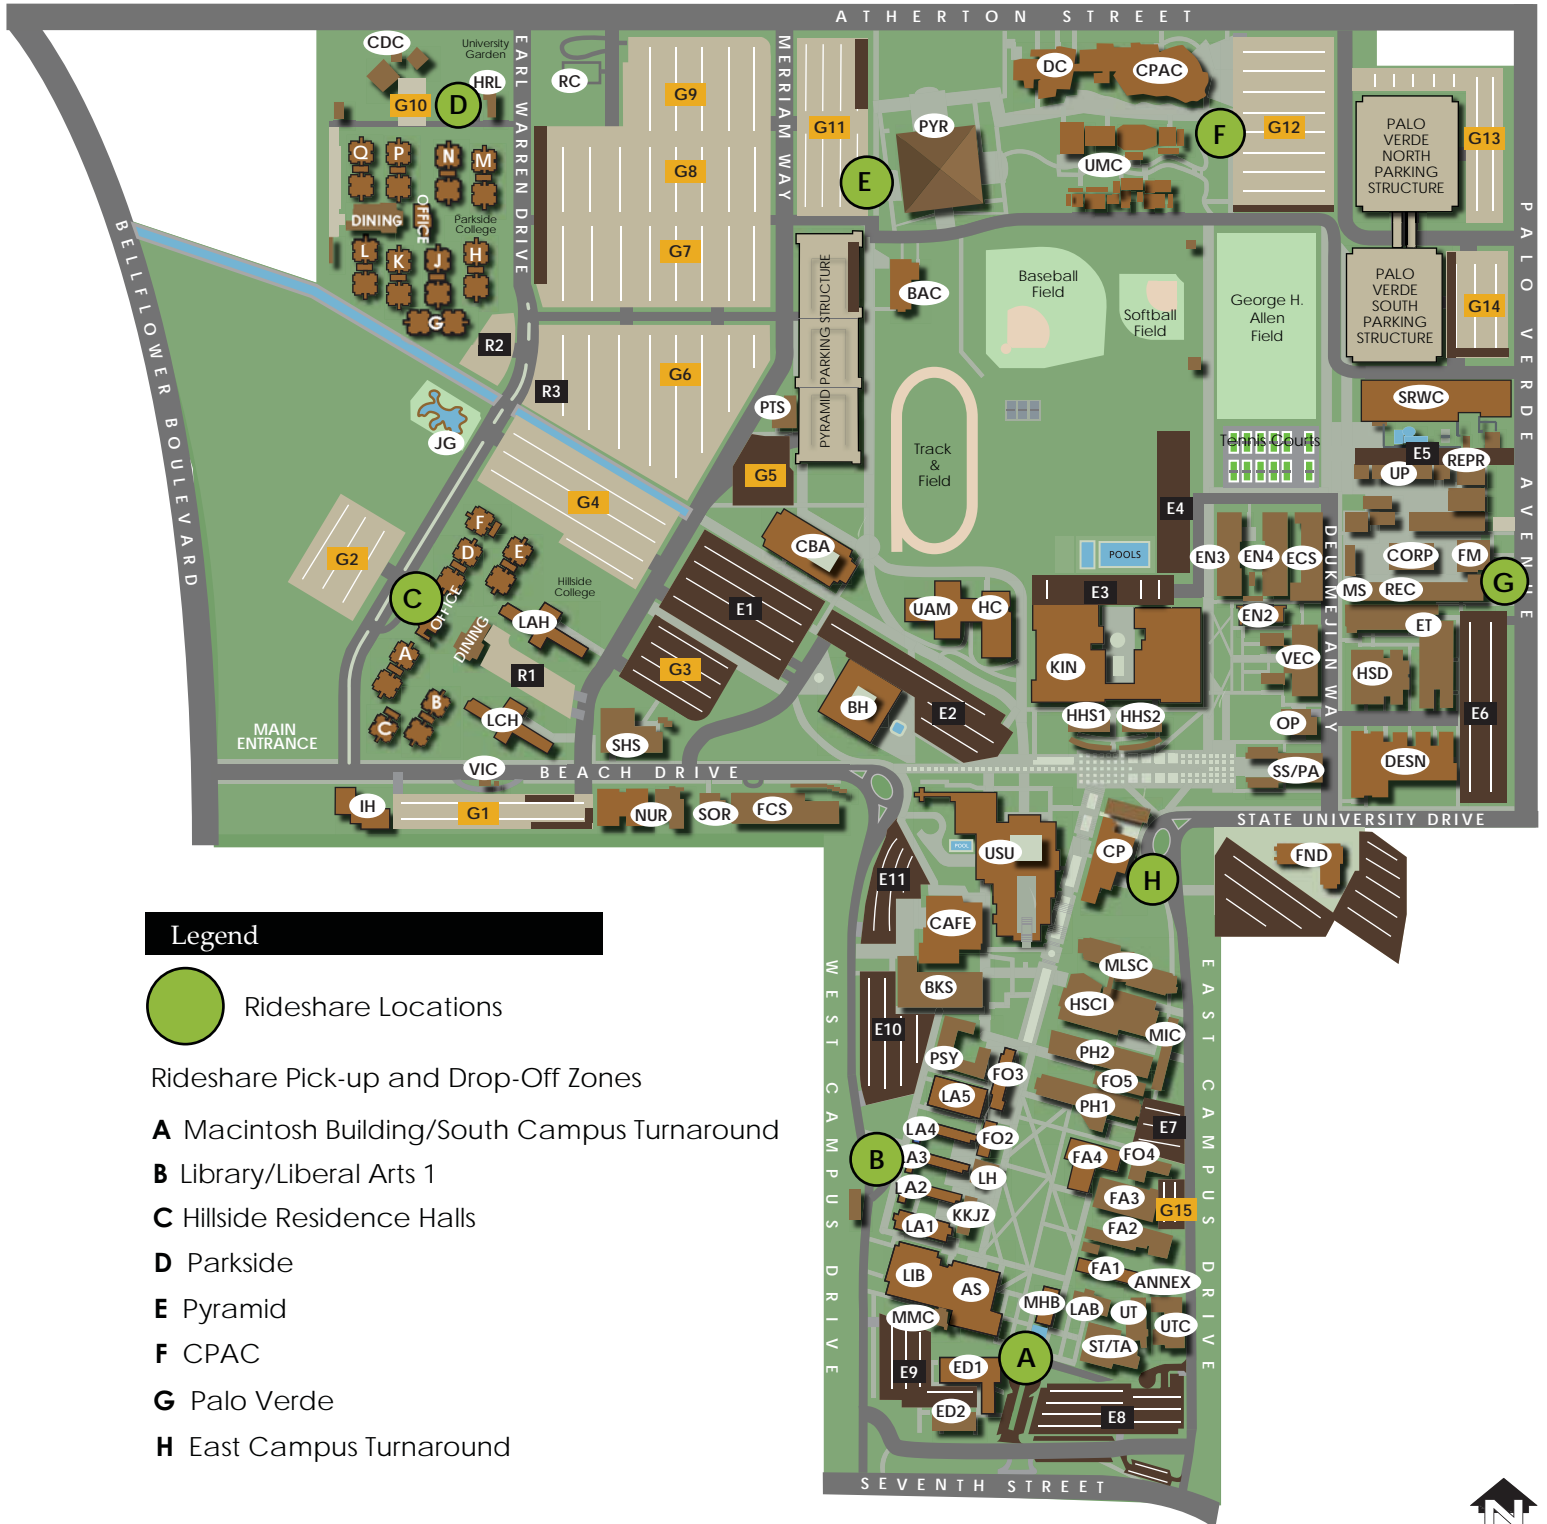 ATHERTON STREET
CDC
University
Garden
HRL
G10
D
EARL WARREN DRIVE
RC
G9
G8
G7
MERRIAM WAY
G11
E
PYR
DC
CPAC
UMC
F
G12
PALO
VERDE
NORTH
PARKING
STRUCTURE
G13
Q
P
N
M
DINING
OFFICE
Parkside
College
L
K
J
H
G
PALO VERDE AVENUE
BELLFLOWER BOULEVARD
PYRAMID PARKING STRUCTURE
BAC
Baseball
Field
Softball
Field
George H.
Allen
Field
PALO
VERDE
SOUTH
PARKING
STRUCTURE
G14
R2
R3
G6
JG
PTS
G5
Track
&
Field
Tennis Courts
SRWC
E5
REPR
UP
G4
G2
F
D
E
C
OFFICE
Hillside
College
DINING
LAH
A
R1
B
C
LCH
CBA
E1
G3
UAM
HC
POOLS
E4
E3
EN3
EN4
ECS
EN2
DEUKMEJIAN WAY
CORP
FM
MS
REC
G
ET
KIN
VEC
HSD
E6
BH
E2
HHS1
HHS2
OP
SS/PA
DESN
MAIN
ENTRANCE
SHS
VIC
BEACH DRIVE
IH
G1
NUR
SOR
FCS
STATE UNIVERSITY DRIVE
FND
POOL
USU
CP
H
E11
CAFE
BKS
MLSC
HSCI
MIC
E10
PSY
FO3
PH2
FO5
LA5
PH1
E7
WEST CAMPUS DRIVE
EAST CAMPUS DRIVE
LA4
FO2
B
LA3
LH
FA4
FO4
LA2
KKJZ
FA3
G15
LA1
FA2
LIB
AS
FA1
ANNEX
MHB
LAB
UT
UTC
MMC
ST/TA
A
E9
ED1
ED2
E8
SEVENTH STREET
Legend
Rideshare Locations
Rideshare Pick-up and Drop-Off Zones
A Macintosh Building/South Campus Turnaround
B Library/Liberal Arts 1
C Hillside Residence Halls
D Parkside
E Pyramid
F CPAC
G Palo Verde
H East Campus Turnaround
N